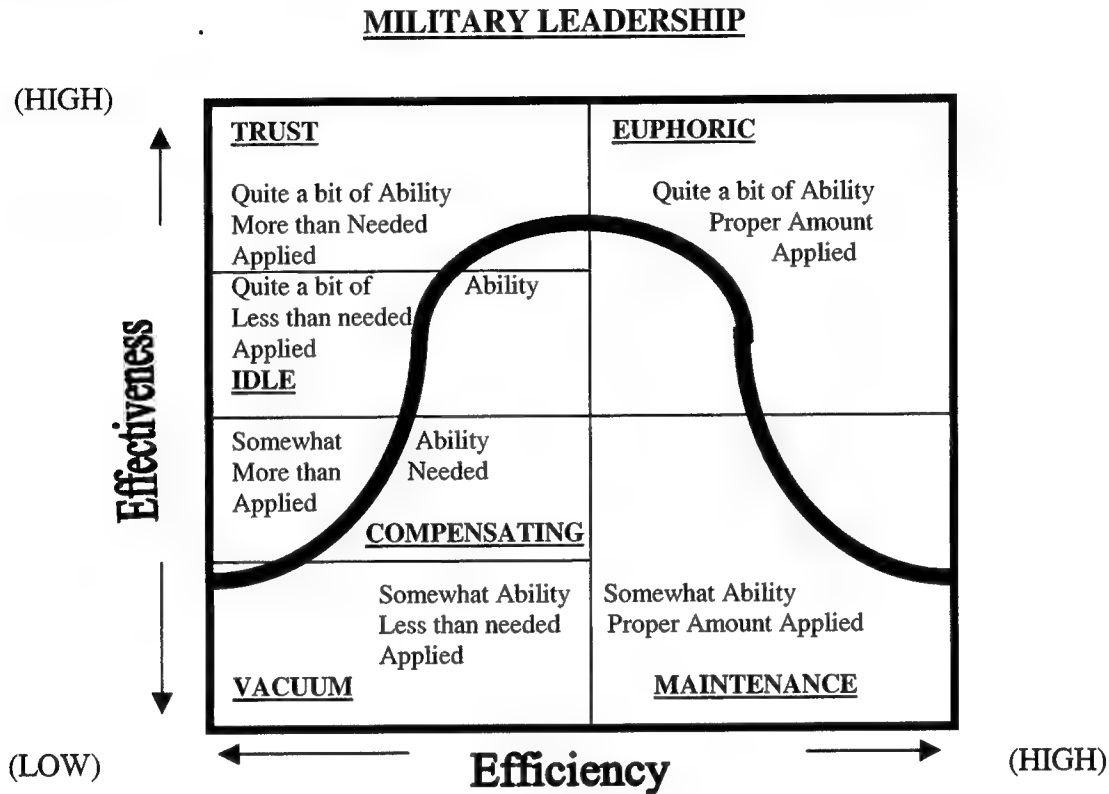 MILITARY LEADERSHIP
(HIGH)
TRUST
Quite a bit of Ability
More than Needed
Applied
EUPHORIC
Quite a bit of Ability
Proper Amount
Applied
Quite a bit of Ability
Less than needed
Applied
IDLE
Somewhat Ability
More than Needed
Applied
COMPENSATING
Somewhat Ability
Less than needed
Applied
VACUUM
Somewhat Ability
Proper Amount Applied
MAINTENANCE
Effectiveness
(LOW)
Efficiency
(HIGH)